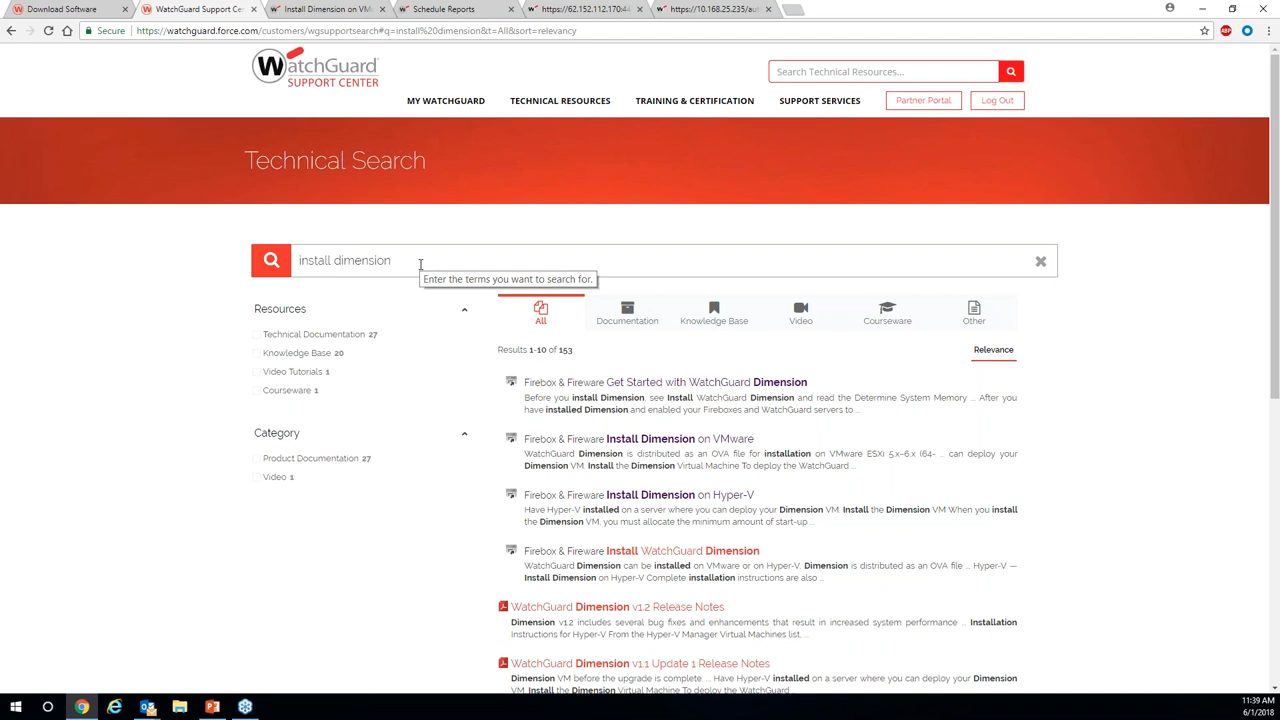 Download Software
WatchGuard Support Cen
Install Dimension on VM
Schedule Reports
https://62.152.112.170:44
https://10.168.25.235/aut
Secure https://watchguard.force.com/customers/wgsupportsearch#q=install%20dimension&t=All&sort=relevancy
WatchGuard
SUPPORT CENTER
Search Technical Resources...
MY WATCHGUARD TECHNICAL RESOURCES TRAINING & CERTIFICATION SUPPORT SERVICES Partner Portal Log Out
Technical Search
install dimension
Enter the terms you want to search for.
Resources
Technical Documentation 27
Knowledge Base 20
Video Tutorials 1
Courseware 1
Category
Product Documentation 27
Video 1
All Documentation Knowledge Base Video Courseware Other
Results 1-10 of 153 Relevance
Firebox & Fireware Get Started with WatchGuard Dimension
Before you install Dimension, see Install WatchGuard Dimension and read the Determine System Memory ... After you
have installed Dimension and enabled your Fireboxes and WatchGuard servers to ...
Firebox & Fireware Install Dimension on VMware
WatchGuard Dimension is distributed as an OVA file for installation on VMware ESXi 5.x–6.x (64- ... can deploy your
Dimension VM. Install the Dimension Virtual Machine To deploy the WatchGuard ...
Firebox & Fireware Install Dimension on Hyper-V
Have Hyper-V installed on a server where you can deploy your Dimension VM. Install the Dimension VM When you install
the Dimension VM, you must allocate the minimum amount of start-up ...
Firebox & Fireware Install WatchGuard Dimension
WatchGuard Dimension can be installed on VMware or on Hyper-V. Dimension is distributed as an OVA file ... Hyper-V —
Install Dimension on Hyper-V Complete installation instructions are also ...
WatchGuard Dimension v1.2 Release Notes
Dimension v1.2 includes several bug fixes and enhancements that result in increased system performance ... Installation
Instructions for Hyper-V From the Hyper-V Manager Virtual Machines list, ...
WatchGuard Dimension v1.1 Update 1 Release Notes
Dimension VM before the upgrade is complete. ... Have Hyper-V installed on a server where you can deploy your Dimension
VM. Install the Dimension Virtual Machine To deploy the WatchGuard
11:39 AM
6/1/2018